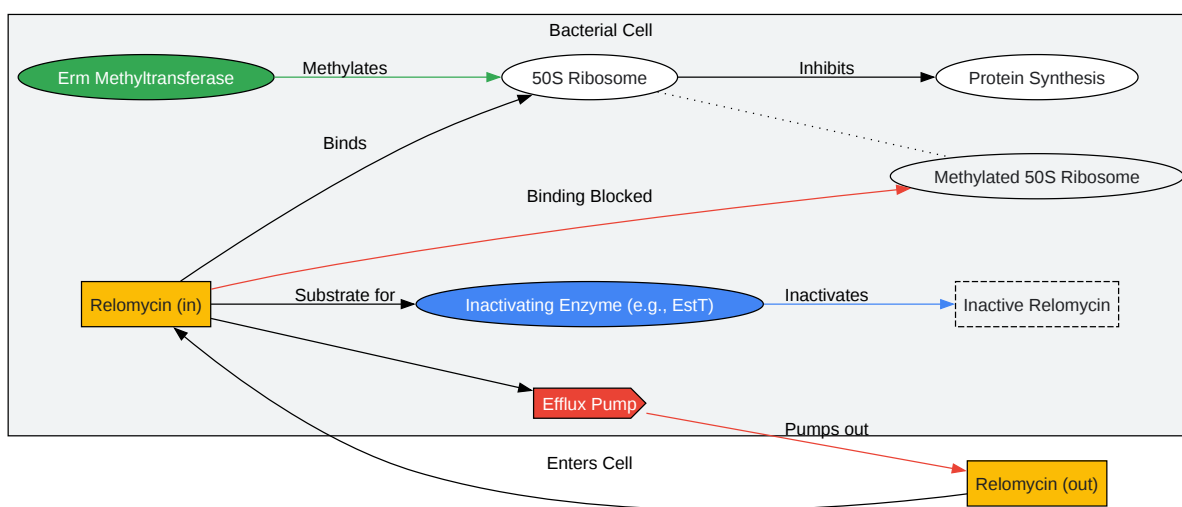 Bacterial Cell
Erm Methyltransferase
Methylates
50S Ribosome
Inhibits
Protein Synthesis
Binds
Methylated 50S Ribosome
Binding Blocked
Relomycin (in)
Substrate for
Inactivating Enzyme (e.g., EstT)
Inactivates
Inactive Relomycin
Efflux Pump
Pumps out
Enters Cell
Relomycin (out)